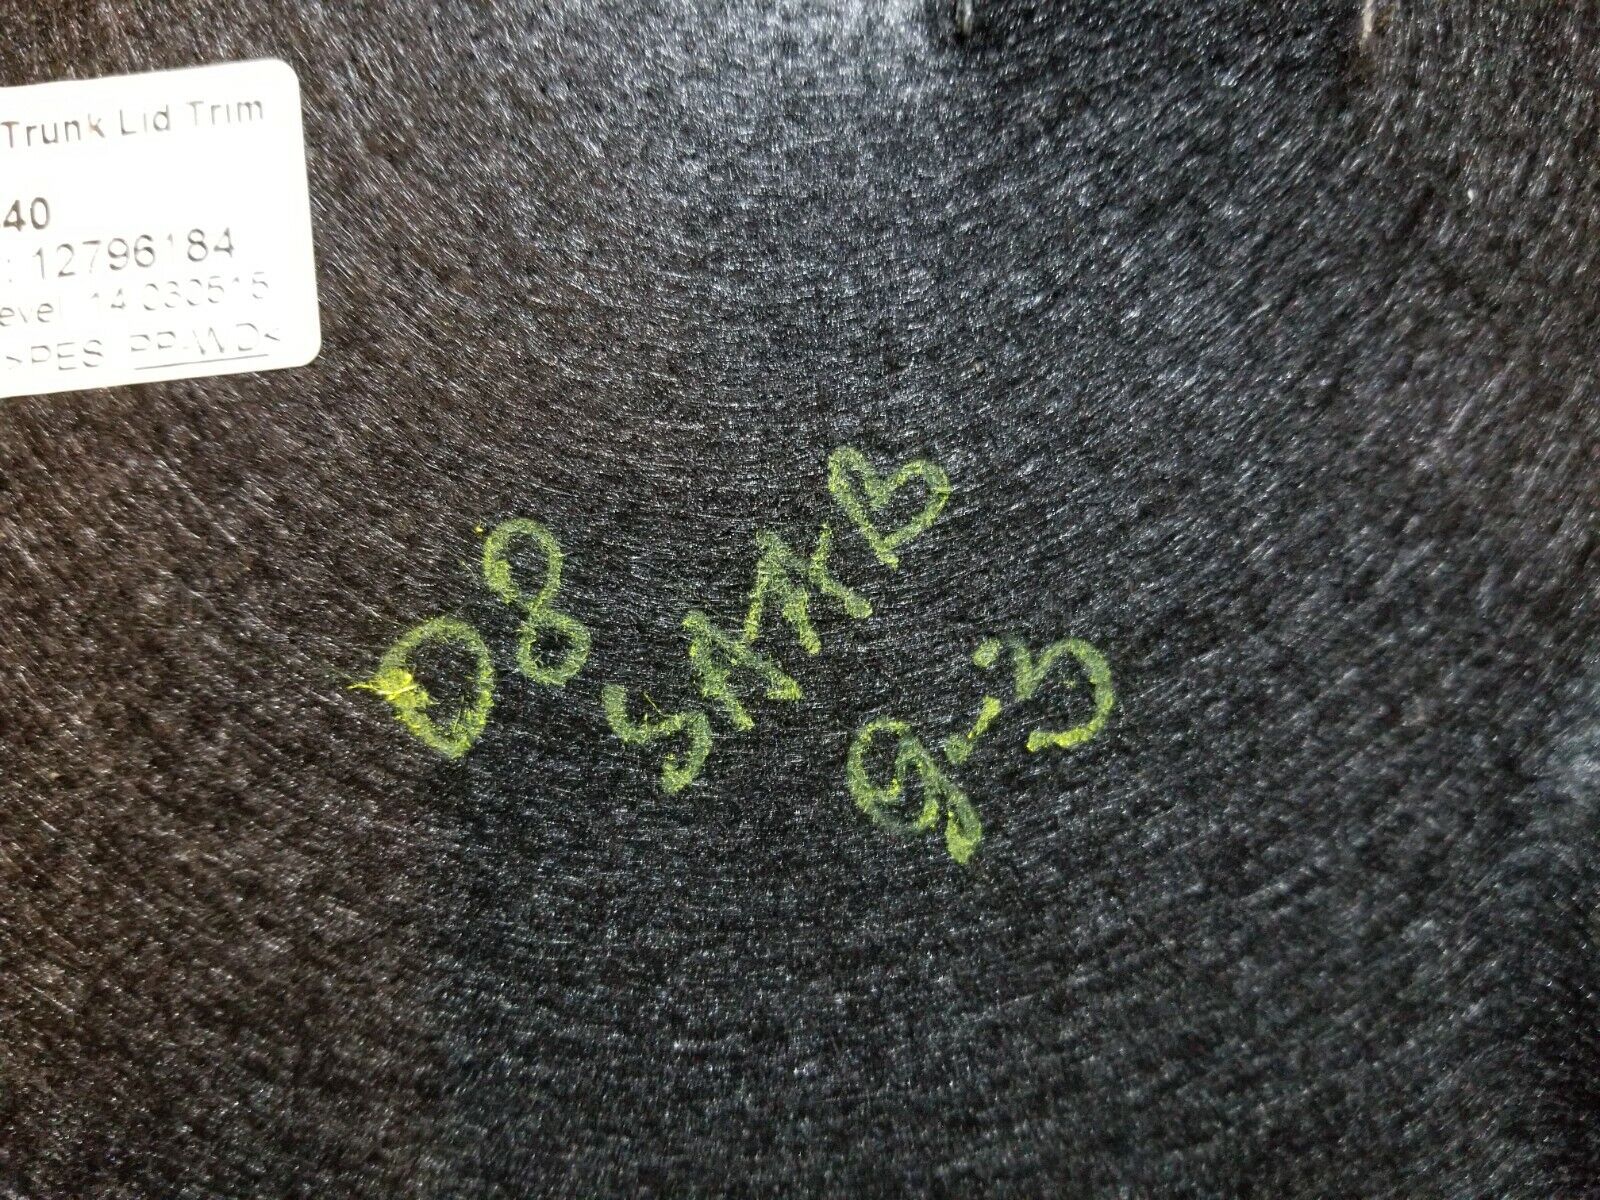 Trunk Lid Trim
40
: 12796184
evel 14 030515
>PES PP-WD<
08
SAAB
9-3